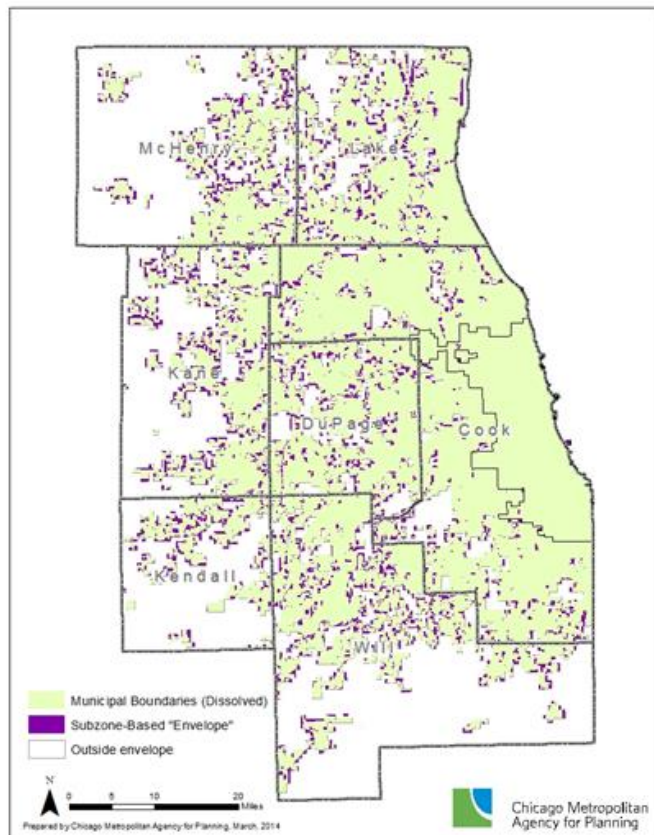 McHenry
Lake
Kane
DuPage
Cook
Kendall
Will
Municipal Boundaries (Dissolved)
Subzone-Based "Envelope"
Outside envelope
N
0 5 10 20
Miles
Prepared by Chicago Metropolitan Agency for Planning, March, 2014
Chicago Metropolitan
Agency for Planning